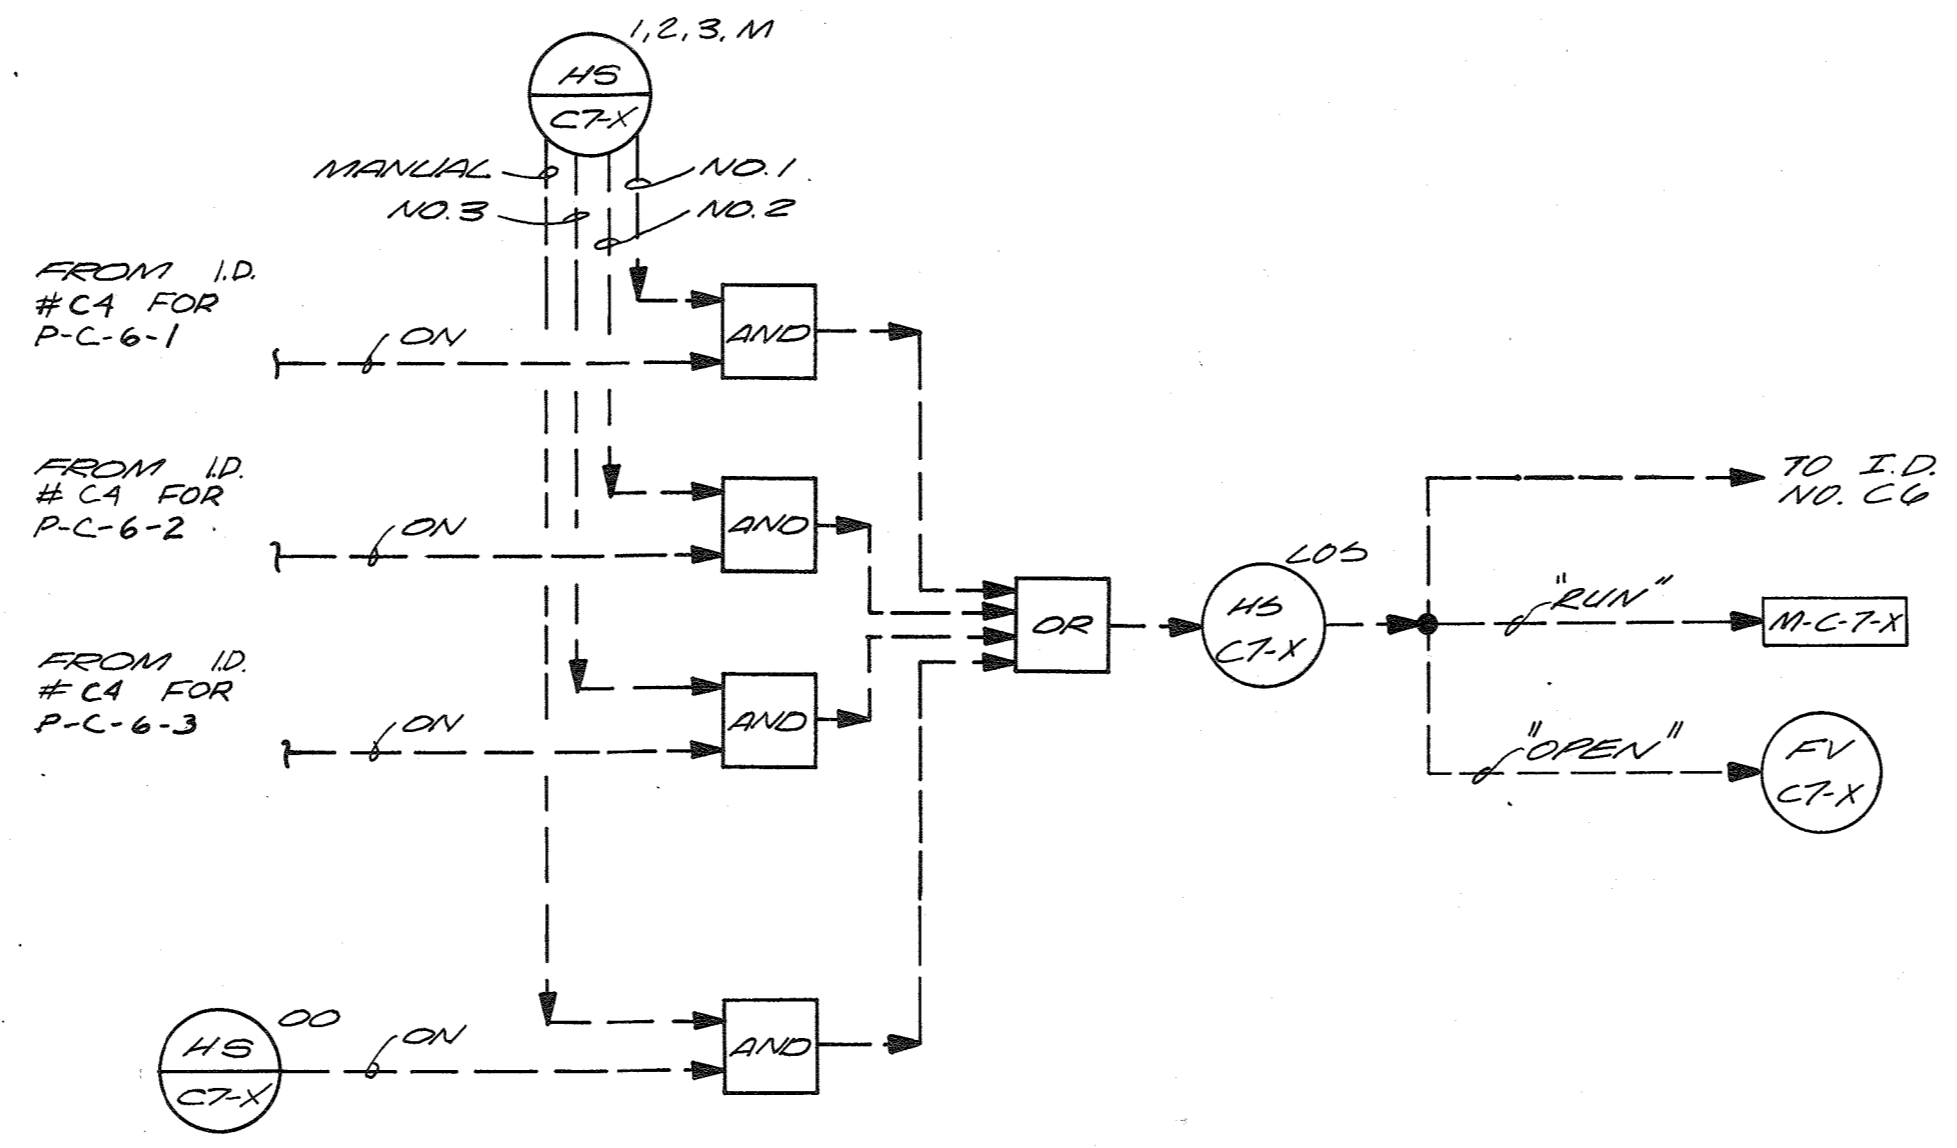 1, 2, 3, M
HS
C7-X
MANUAL
NO. 1
NO. 3
NO. 2
FROM I.D.
#C4 FOR
P-C-6-1
ON
AND
FROM I.D.
# C4 FOR
P-C-6-2
ON
AND
FROM I.D.
# C4 FOR
P-C-6-3
ON
AND
OR
LOS
HS
C7-X
TO I.D.
NO. C6
"RUN"
M-C-7-X
"OPEN"
FV
C7-X
OO
HS
C7-X
ON
AND